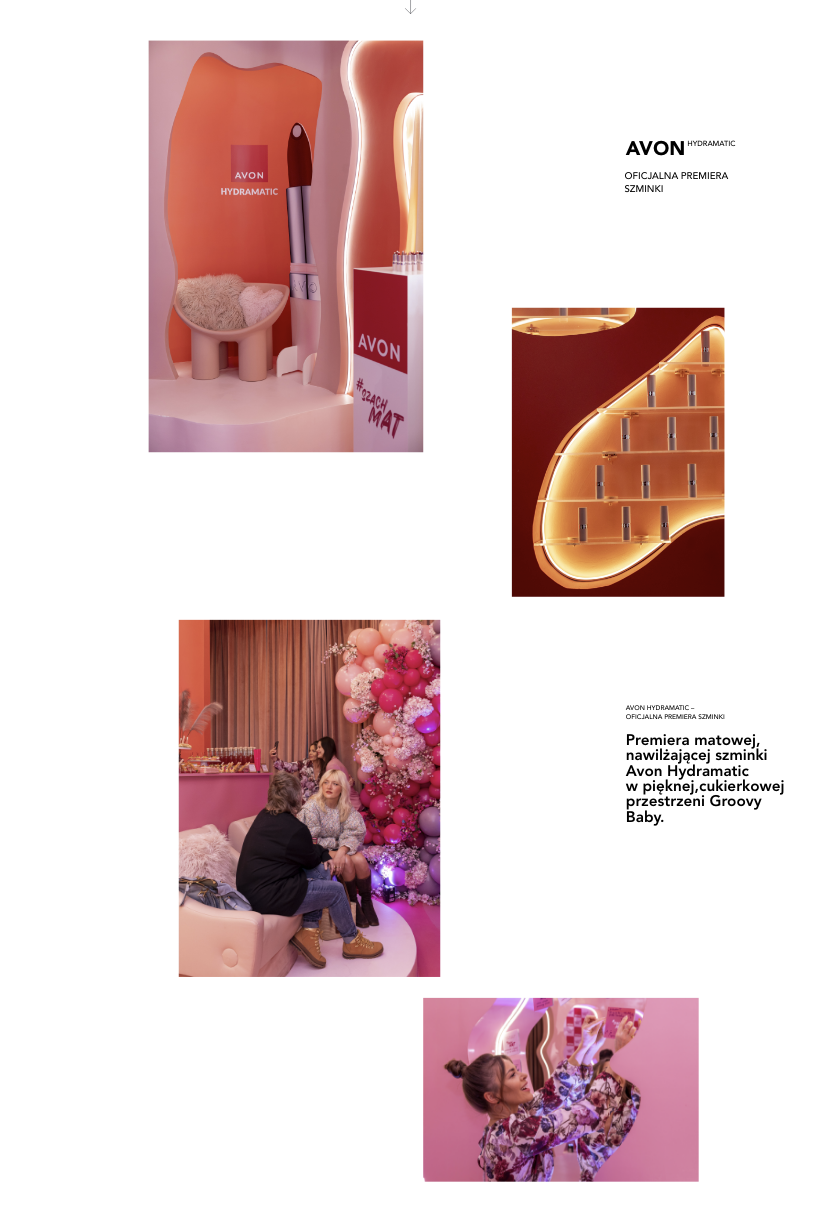 AVON
HYDRAMATIC
AVON
#SZACH
MAT
AVON HYDRAMATIC
OFICJALNA PREMIERA
SZMINKI
AVON HYDRAMATIC –
OFICJALNA PREMIERA SZMINKI
Premiera matowej,
nawilżającej szminki
Avon Hydramatic
w pięknej,cukierkowej
przestrzeni Groovy
Baby.